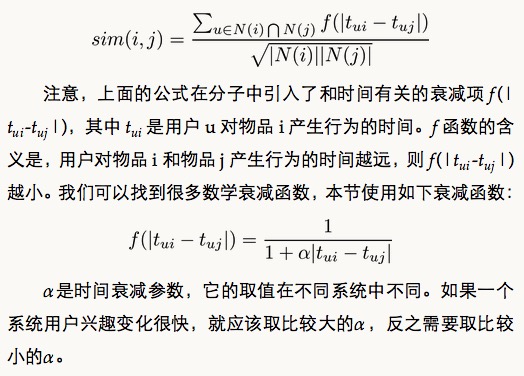 sim(i, j) = \frac{\sum_{u \in N(i) \bigcap N(j)} f(|t_{ui} - t_{uj}|)}{\sqrt{|N(i)||N(j)|}}
注意，上面的公式在分子中引入了和时间有关的衰减项 f(|
t_{ui}-t_{uj}|)，其中 t_{ui} 是用户 u 对物品 i 产生行为的时间。f 函数的含
义是，用户对物品 i 和物品 j 产生行为的时间越远，则 f(|t_{ui}-t_{uj}|)
越小。我们可以找到很多数学衰减函数，本节使用如下衰减函数：
f(|t_{ui} - t_{uj}|) = \frac{1}{1 + α|t_{ui} - t_{uj}|}
α是时间衰减参数，它的取值在不同系统中不同。如果一个
系统用户兴趣变化很快，就应该取比较大的α，反之需要取比较
小的α。